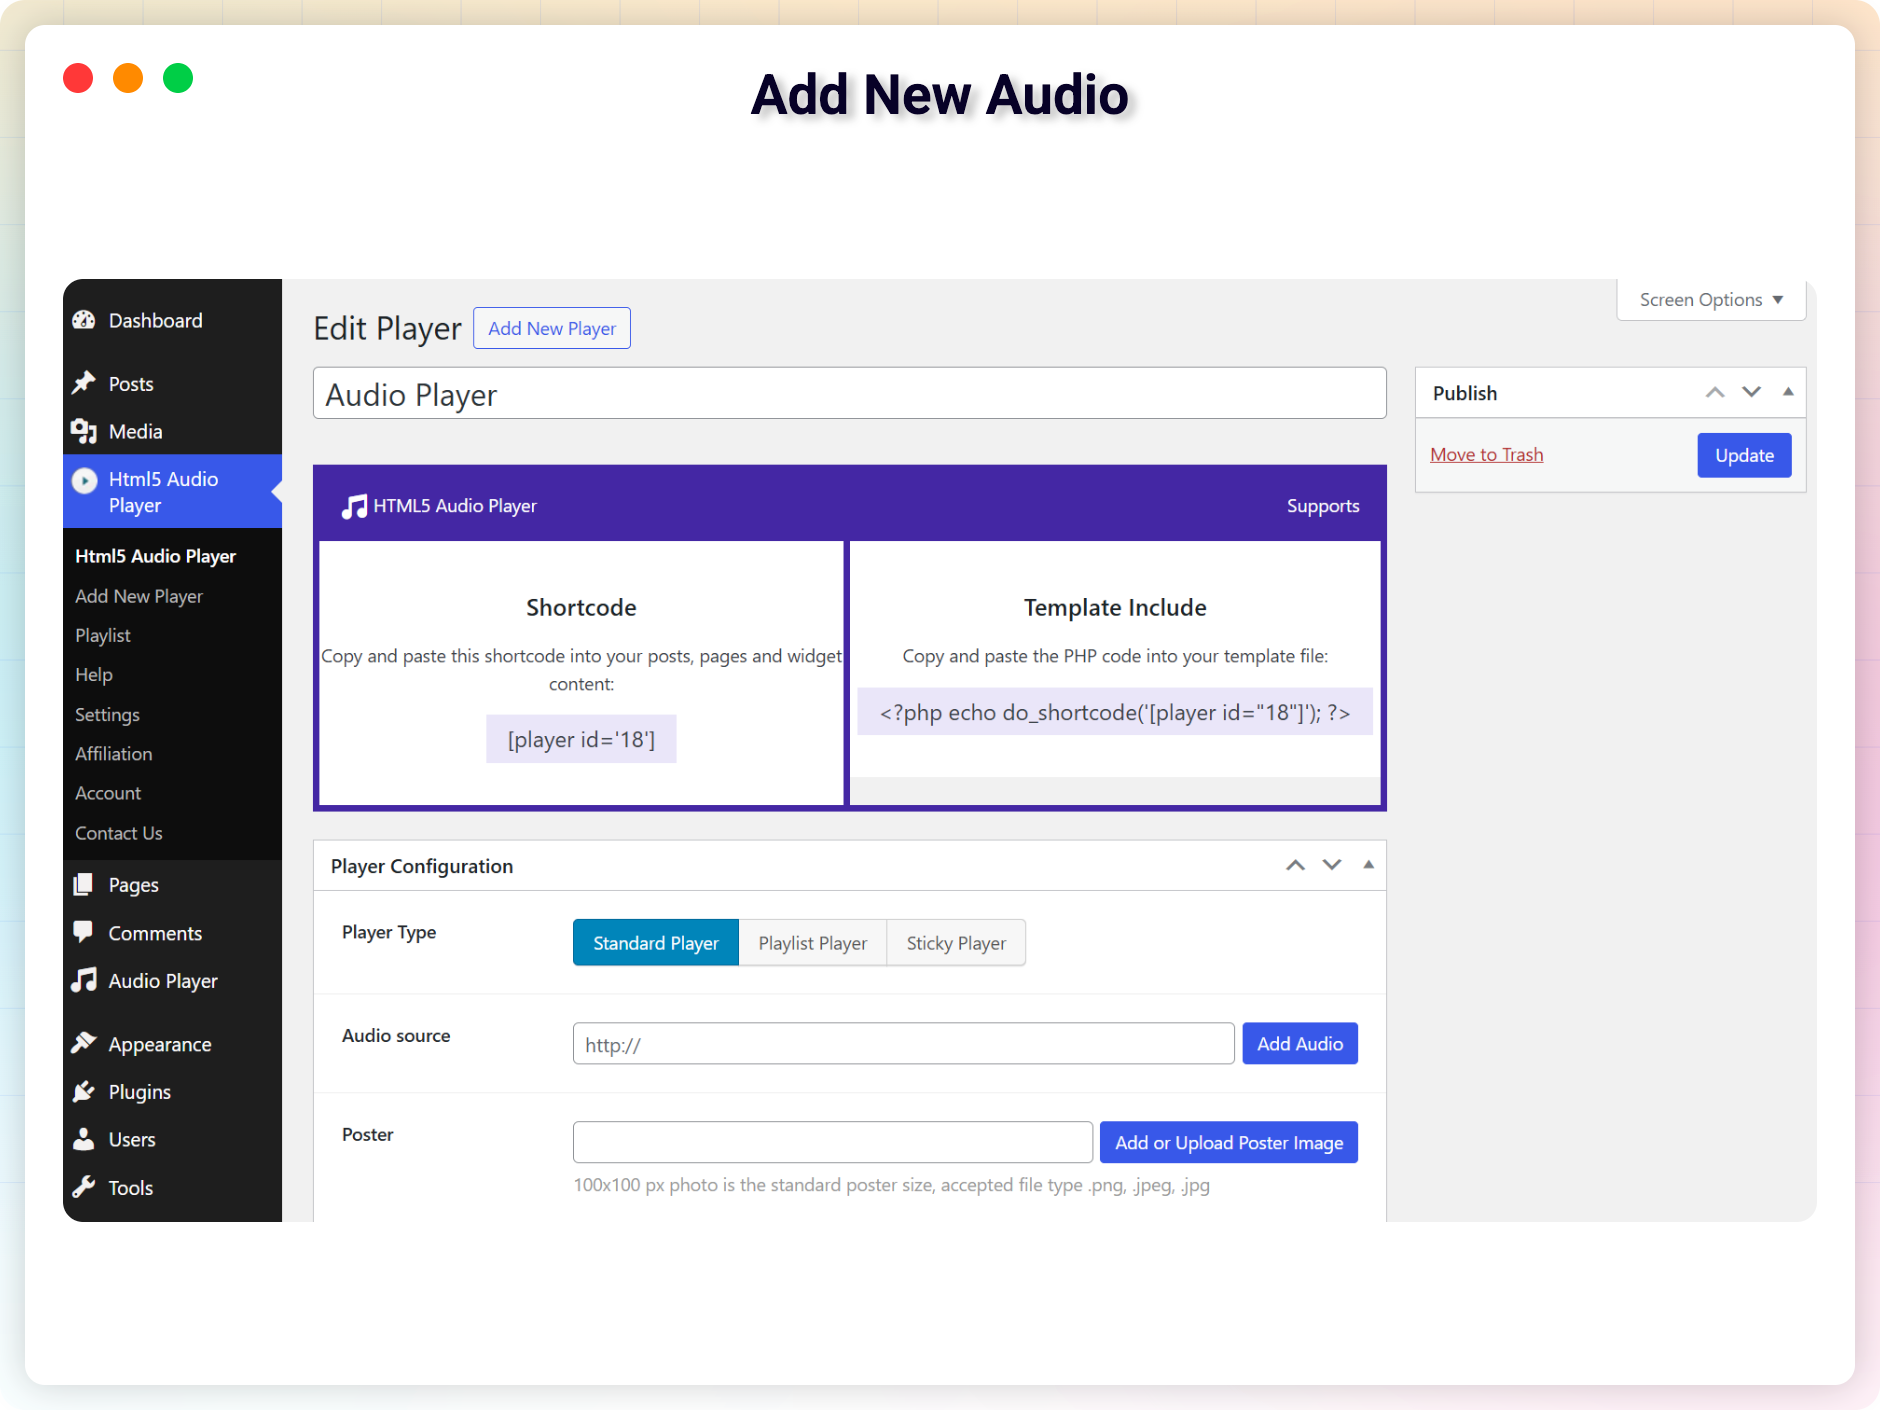 Add New Audio
Dashboard
Posts
Media
Html5 Audio
Player
Html5 Audio Player
Add New Player
Playlist
Help
Settings
Affiliation
Account
Contact Us
Pages
Comments
Audio Player
Appearance
Plugins
Users
Tools
Screen Options
Edit Player
Add New Player
Audio Player
HTML5 Audio Player
Supports
Shortcode
Copy and paste this shortcode into your posts, pages and widget
content:
[player id='18']
Template Include
Copy and paste the PHP code into your template file:
<?php echo do_shortcode('[player id="18"]'); ?>
Player Configuration
Player Type
Standard Player
Playlist Player
Sticky Player
Audio source
http://
Add Audio
Poster
Add or Upload Poster Image
100x100 px photo is the standard poster size, accepted file type .png, .jpeg, .jpg
Publish
Move to Trash
Update